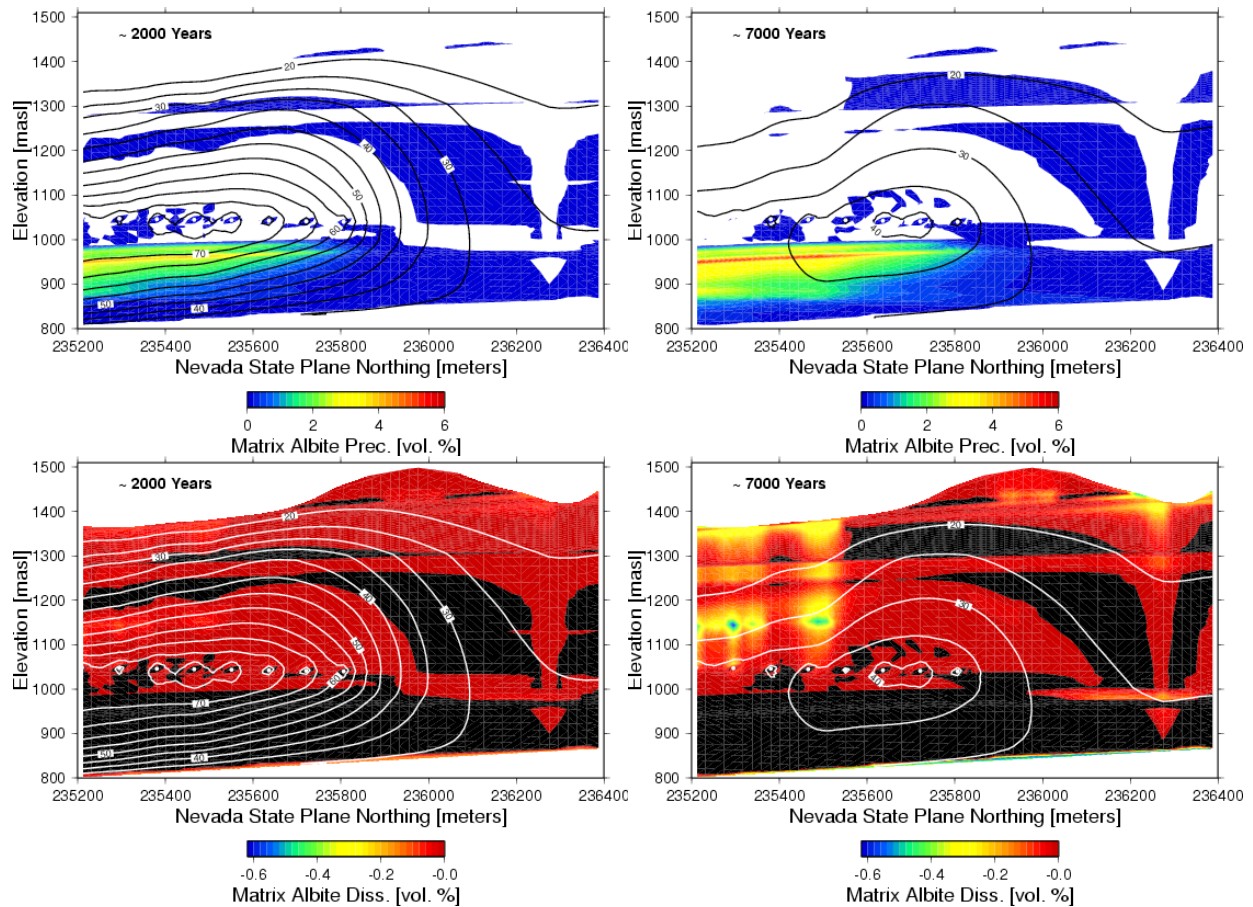 ~ 2000 Years
1500
1400
1300
1200
1100
1000
900
800
Elevation [masl]
20
30
40
50
60
70
50
40
30
235200 235400 235600 235800 236000 236200 236400
Nevada State Plane Northing [meters]
0 2 4 6
Matrix Albite Prec. [vol. %]
~ 7000 Years
1500
1400
1300
1200
1100
1000
900
800
Elevation [masl]
20
30
40
235200 235400 235600 235800 236000 236200 236400
Nevada State Plane Northing [meters]
0 2 4 6
Matrix Albite Prec. [vol. %]
~ 2000 Years
1500
1400
1300
1200
1100
1000
900
800
Elevation [masl]
20
30
40
50
60
70
50
40
30
235200 235400 235600 235800 236000 236200 236400
Nevada State Plane Northing [meters]
-0.6 -0.4 -0.2 -0.0
Matrix Albite Diss. [vol. %]
~ 7000 Years
1500
1400
1300
1200
1100
1000
900
800
Elevation [masl]
20
30
40
235200 235400 235600 235800 236000 236200 236400
Nevada State Plane Northing [meters]
-0.6 -0.4 -0.2 -0.0
Matrix Albite Diss. [vol. %]